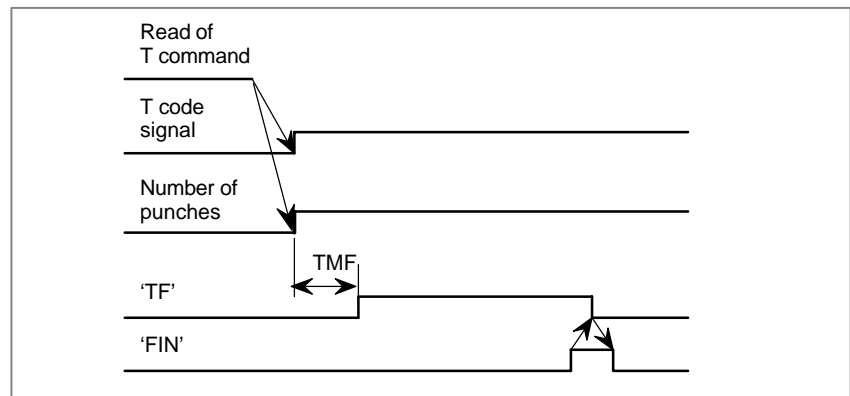 Read of
T command
T code
signal
Number of
punches
TMF
‘TF’
‘FIN’